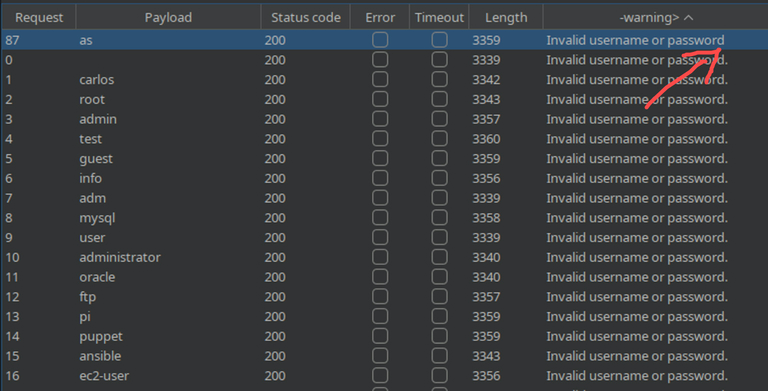 Request Payload Status code Error Timeout Length -warning> ^
87 as 200 3359 Invalid username or password
0 200 3339 Invalid username or password.
1 carlos 200 3342 Invalid username or password.
2 root 200 3343 Invalid username or password.
3 admin 200 3357 Invalid username or password.
4 test 200 3360 Invalid username or password.
5 guest 200 3359 Invalid username or password.
6 info 200 3356 Invalid username or password.
7 adm 200 3339 Invalid username or password.
8 mysql 200 3358 Invalid username or password.
9 user 200 3339 Invalid username or password.
10 administrator 200 3340 Invalid username or password.
11 oracle 200 3340 Invalid username or password.
12 ftp 200 3357 Invalid username or password.
13 pi 200 3359 Invalid username or password.
14 puppet 200 3359 Invalid username or password.
15 ansible 200 3343 Invalid username or password.
16 ec2-user 200 3356 Invalid username or password.